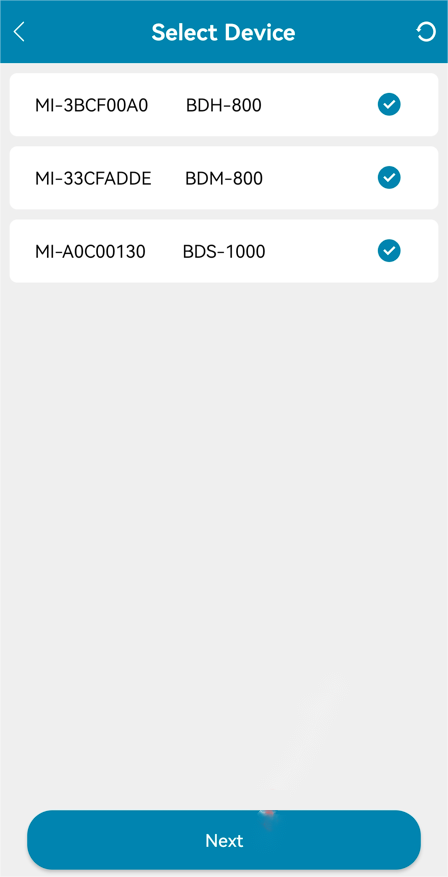 Select Device
MI-3BCF00A0 BDH-800
MI-33CFADDE BDM-800
MI-A0C00130 BDS-1000
Next